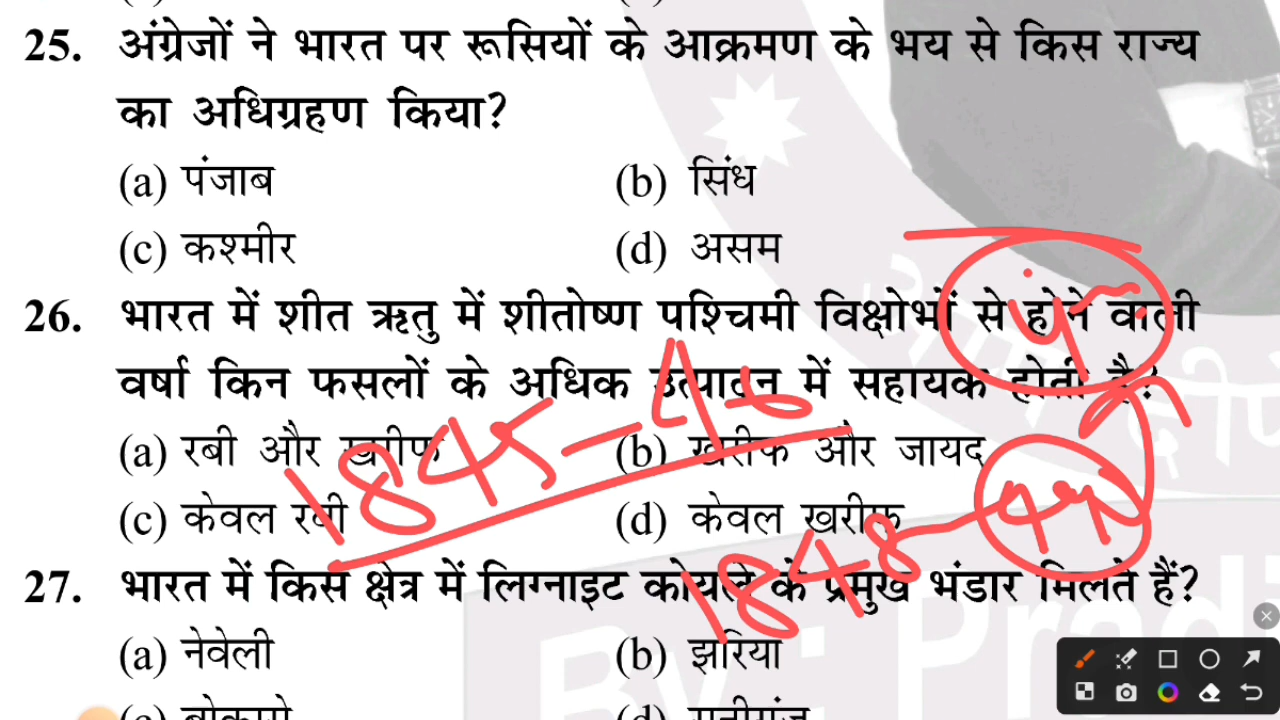 25. अंग्रेजों ने भारत पर रूसियों के आक्रमण के भय से किस राज्य
का अधिग्रहण किया?
(a) पंजाब (b) सिंध
(c) कश्मीर (d) असम
26. भारत में शीत ऋतु में शीतोष्ण पश्चिमी विक्षोभों से होने वाली
वर्षा किन फसलों के अधिक उत्पादन में सहायक होती है?
(a) रबी और खरीफ (b) खरीफ और जायद
(c) केवल रबी (d) केवल खरीफ
1845-46
1848-49
27. भारत में किस क्षेत्र में लिग्नाइट कोयले के प्रमुख भंडार मिलते हैं?
(a) नेवेली (b) झरिया
By: Prad